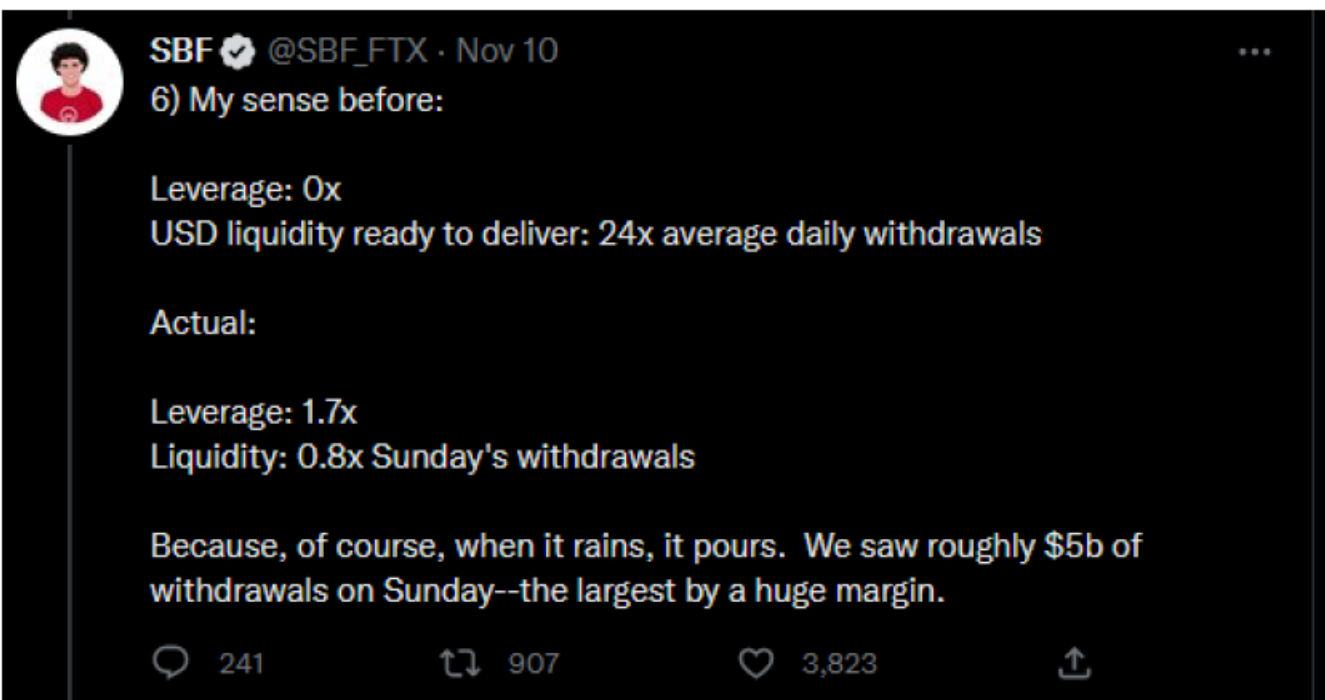 SBF @SBF_FTX · Nov 10
6) My sense before:
Leverage: 0x
USD liquidity ready to deliver: 24x average daily withdrawals
Actual:
Leverage: 1.7x
Liquidity: 0.8x Sunday's withdrawals
Because, of course, when it rains, it pours.  We saw roughly $5b of
withdrawals on Sunday--the largest by a huge margin.
241 907 3,823